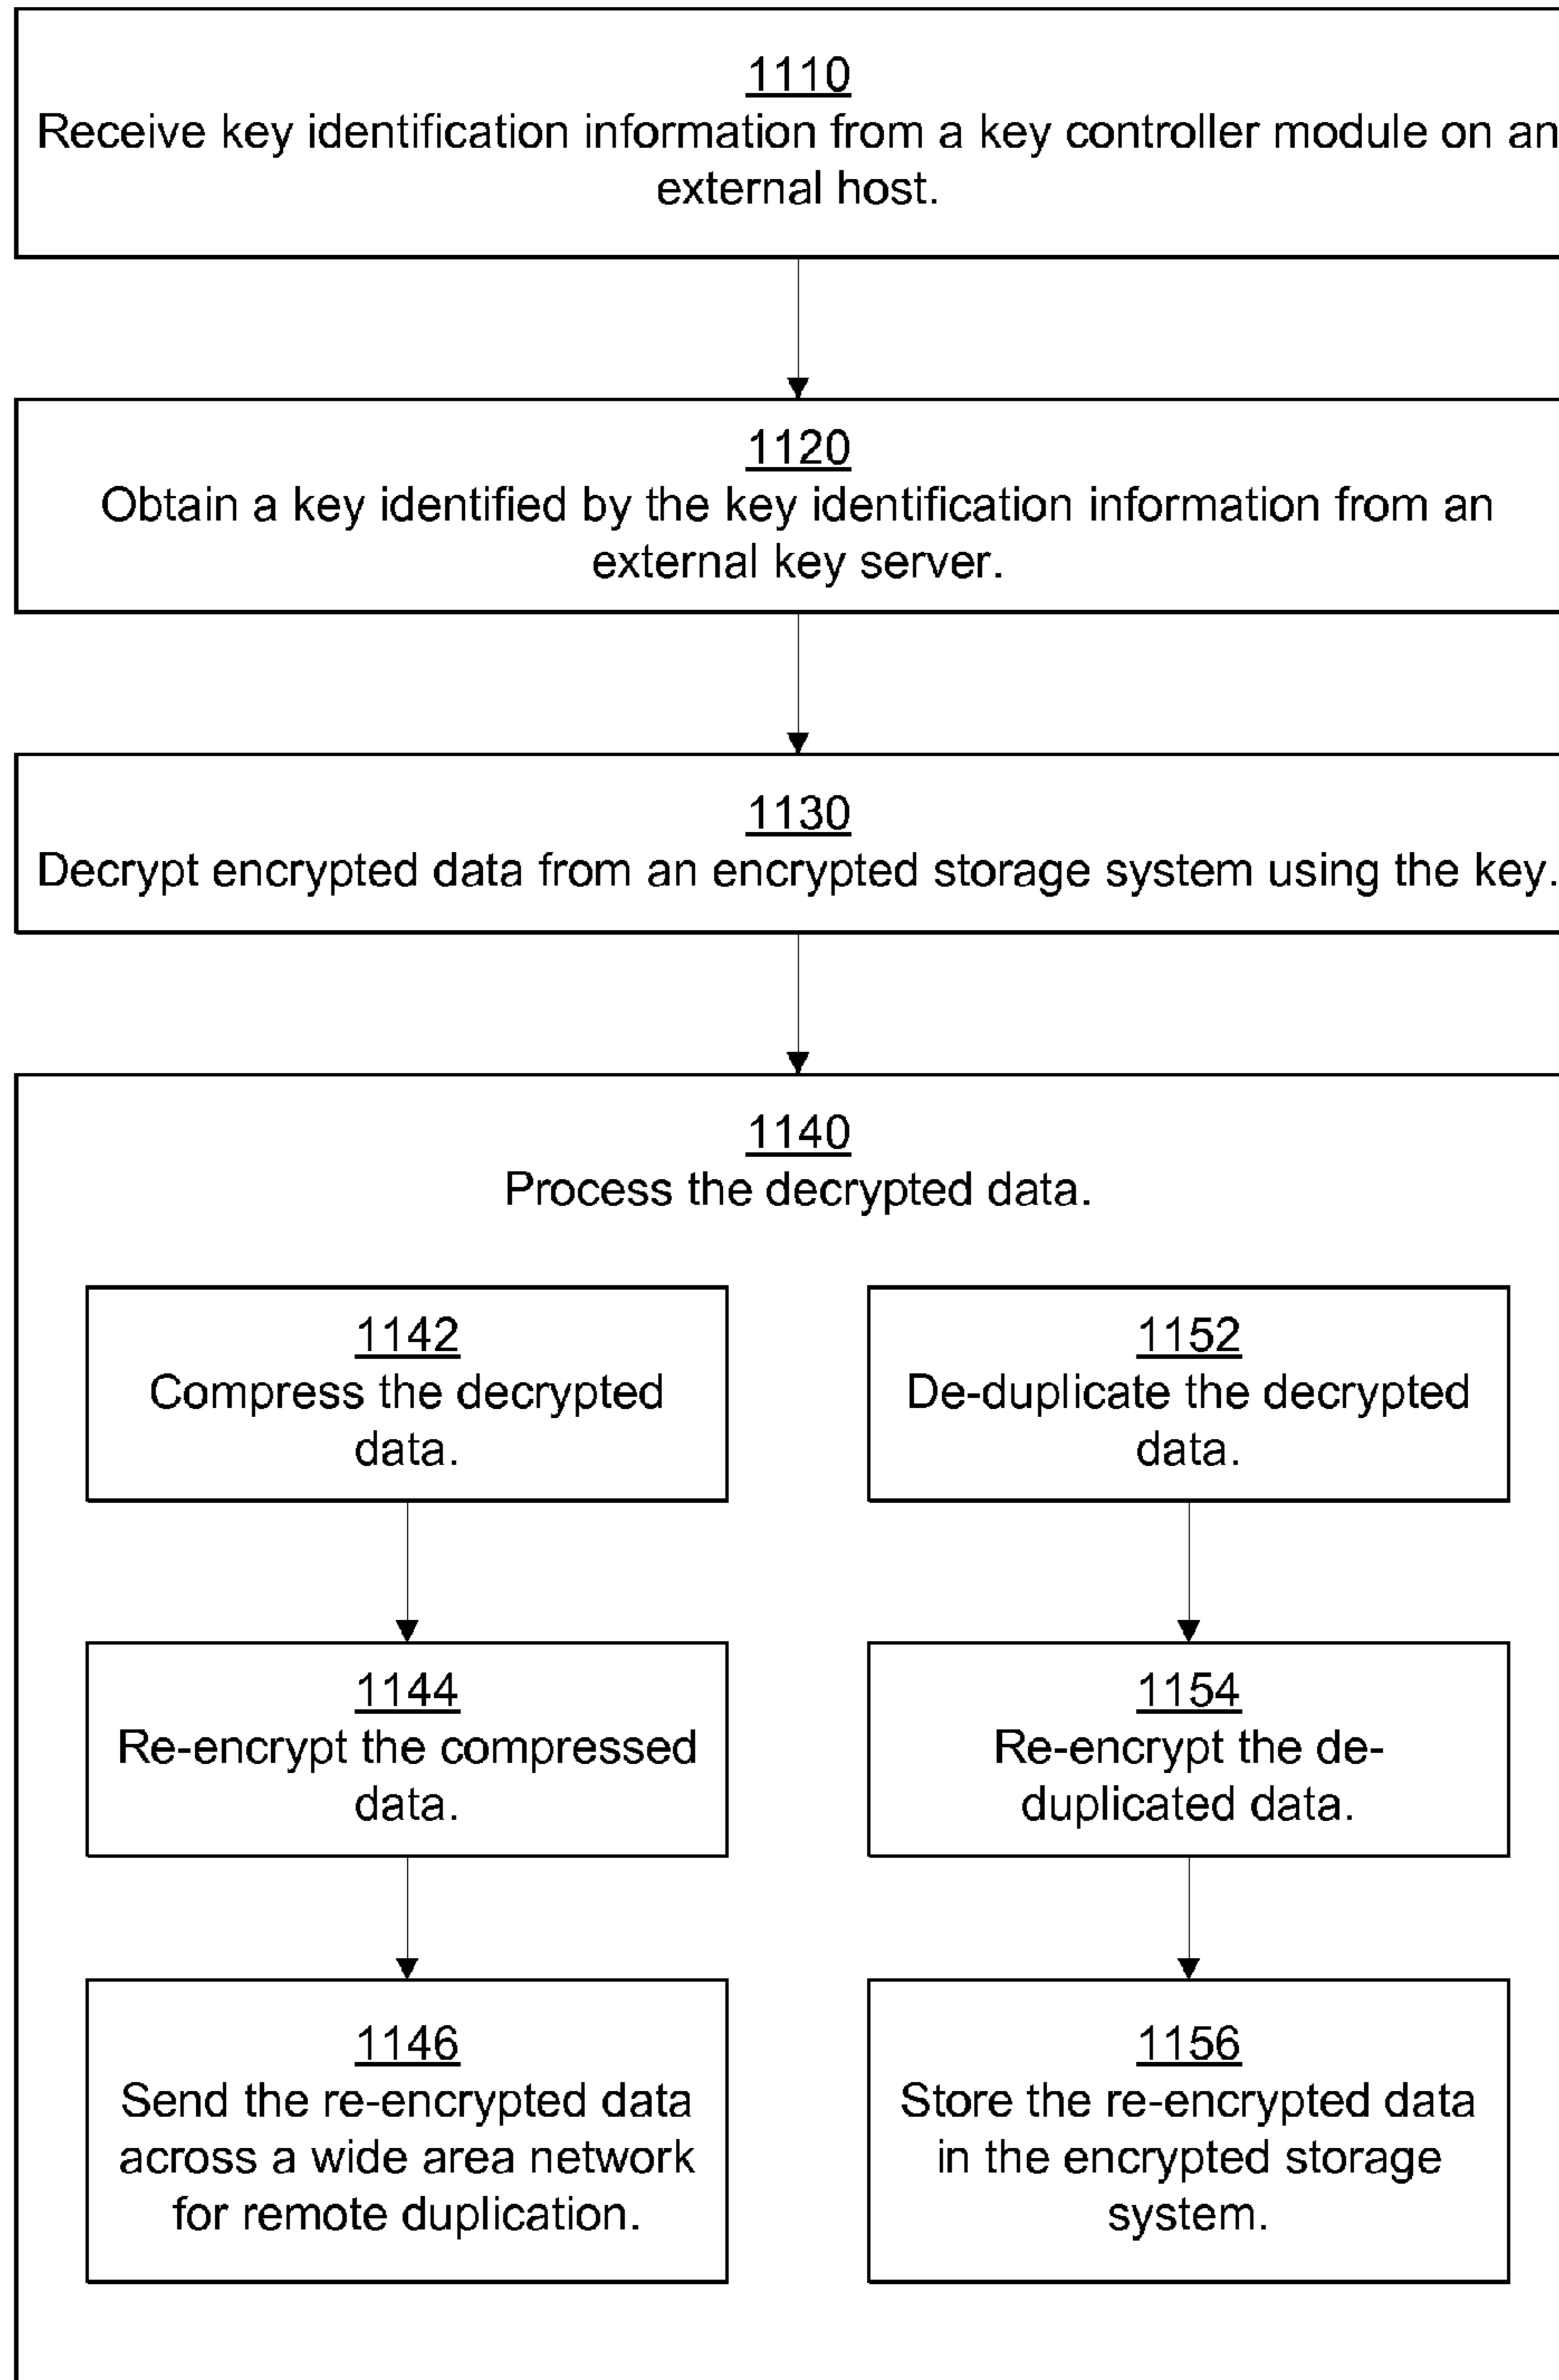 1110
Receive key identification information from a key controller module on an
external host.
1120
Obtain a key identified by the key identification information from an
external key server.
1130
Decrypt encrypted data from an encrypted storage system using the key.
1140
Process the decrypted data.
1142
Compress the decrypted
data.
1144
Re-encrypt the compressed
data.
1146
Send the re-encrypted data
across a wide area network
for remote duplication.
1152
De-duplicate the decrypted
data.
1154
Re-encrypt the de-
duplicated data.
1156
Store the re-encrypted data
in the encrypted storage
system.